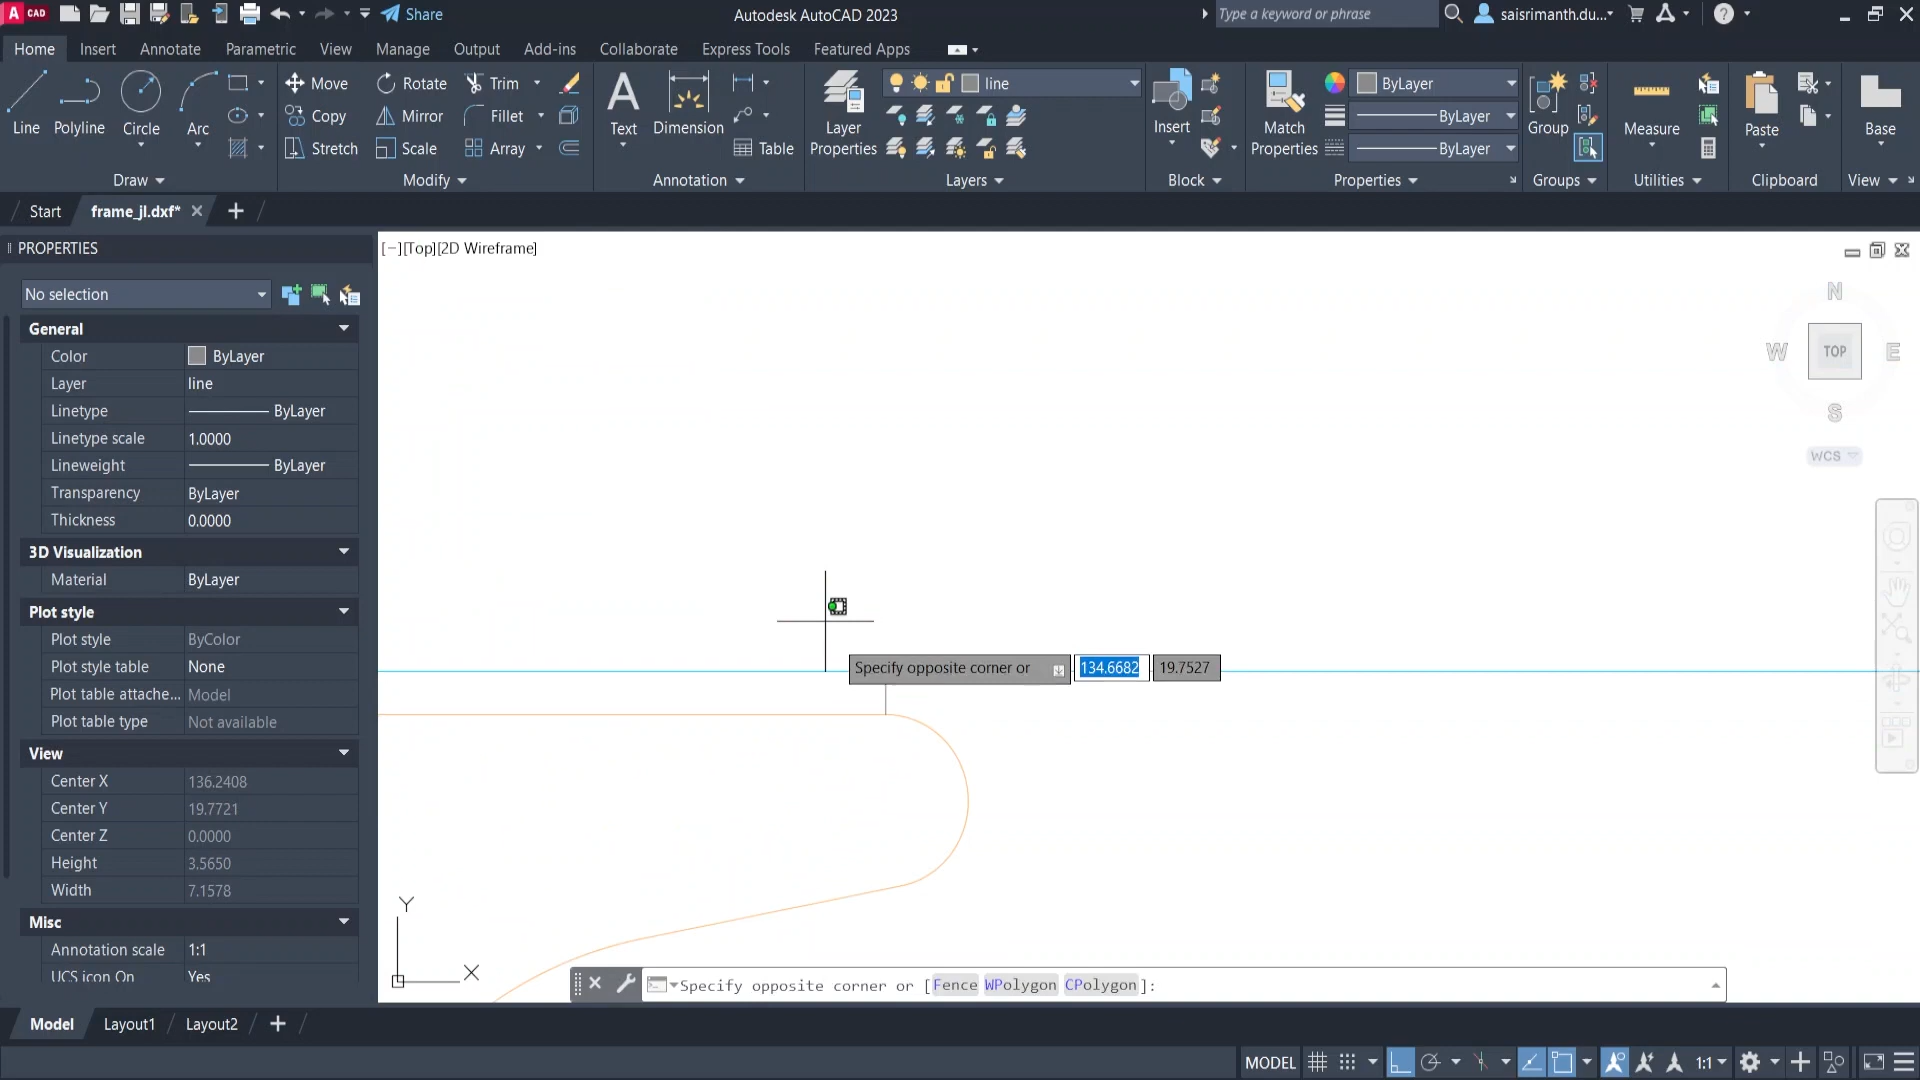 A CAD
Share
Autodesk AutoCAD 2023
Type a keyword or phrase
saisrimanth.du...
?
Home Insert Annotate Parametric View Manage Output Add-ins Collaborate Express Tools Featured Apps
Line Polyline Circle Arc
Move Rotate Trim
Copy Mirror Fillet
Stretch Scale Array
A
Text Dimension Table
Layer Properties
line
Insert
Match Properties
ByLayer
ByLayer
ByLayer
Group
Measure
Paste
Base
Draw Modify Annotation Layers Block Properties Groups Utilities Clipboard View
Start frame_jl.dxf*
PROPERTIES
[−][Top][2D Wireframe]
No selection
General
Color ByLayer
Layer line
Linetype ByLayer
Linetype scale 1.0000
Lineweight ByLayer
Transparency ByLayer
Thickness 0.0000
3D Visualization
Material ByLayer
Plot style
Plot style ByColor
Plot style table None
Plot table attache... Model
Plot table type Not available
View
Center X 136.2408
Center Y 19.7721
Center Z 0.0000
Height 3.5650
Width 7.1578
Misc
Annotation scale 1:1
UCS icon On Yes
N
W TOP E
S
WCS
Specify opposite corner or 134.6682 19.7527
Y
X
Specify opposite corner or [Fence WPolygon CPolygon]:
Model Layout1 Layout2
MODEL 1:1